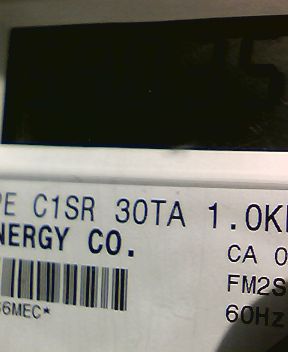 PE C1SR 30TA 1.0K
NERGY CO.
CA 0
FM2S
60Hz
6MEC*